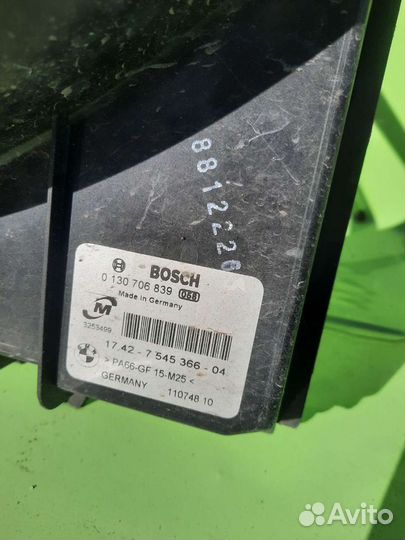 8812220
BOSCH
0 130 706 839 058
Made in Germany
M
3253499
17.42 - 7 545 366 - 04
> PA66-GF 15-M25 <
GERMANY 110748 10
Avito